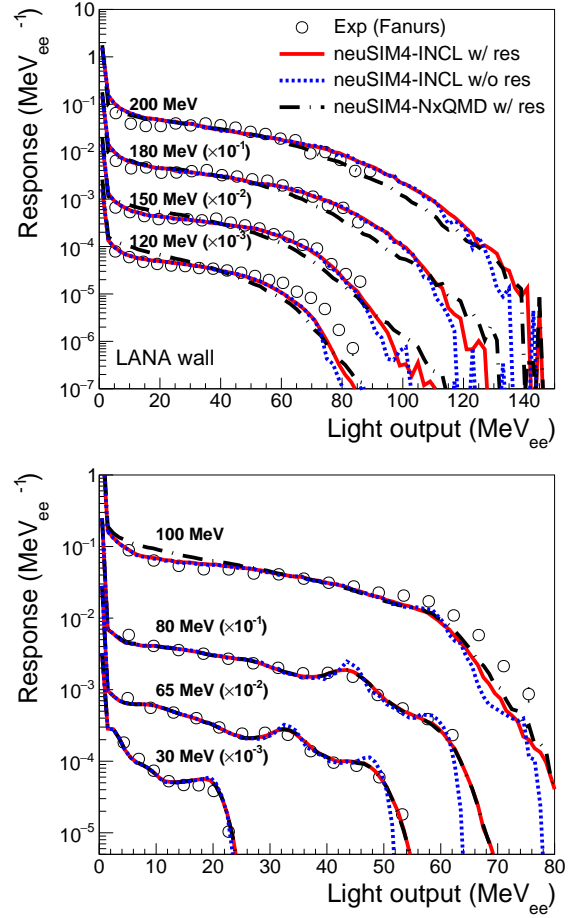 Exp (Fanurs)
neuSIM4-INCL w/ res
neuSIM4-INCL w/o res
neuSIM4-NxQMD w/ res
Response (MeV_ee^-1)
10
1
10^-1
10^-2
10^-3
10^-4
10^-5
10^-6
10^-7
200 MeV
180 MeV (×10^-1)
150 MeV (×10^-2)
120 MeV (×10^-3)
LANA wall
0 20 40 60 80 100 120 140
Light output (MeV_ee)
Response (MeV_ee^-1)
1
10^-1
10^-2
10^-3
10^-4
10^-5
100 MeV
80 MeV (×10^-1)
65 MeV (×10^-2)
30 MeV (×10^-3)
0 10 20 30 40 50 60 70 80
Light output (MeV_ee)